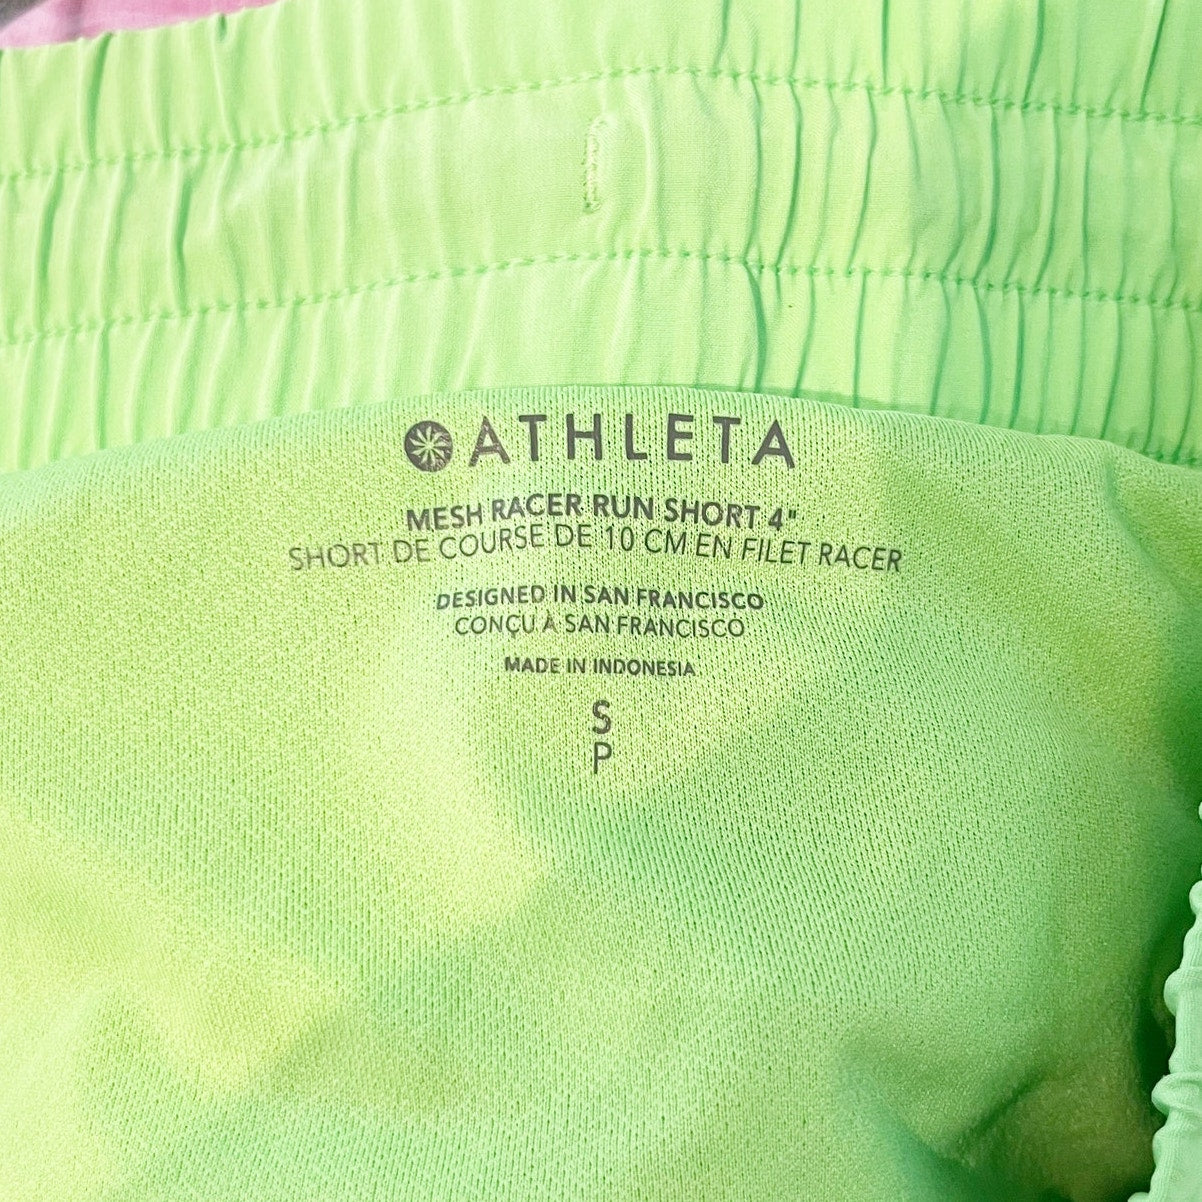 ATHLETA
MESH RACER RUN SHORT 4"
SHORT DE COURSE DE 10 CM EN FILET RACER
DESIGNED IN SAN FRANCISCO
CONÇU À SAN FRANCISCO
MADE IN INDONESIA
S
P